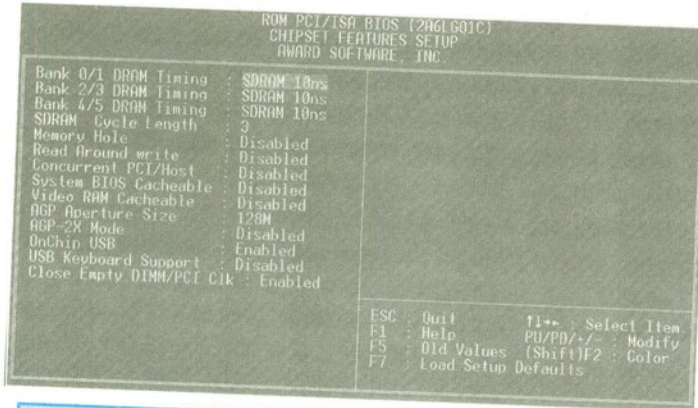 ROM PCI/ISA BIOS (2A6LGQ1C)
CHIPSET FEATURES SETUP
AWARD SOFTWARE, INC.
Bank 0/1 DRAM Timing : SDRAM 10ns
Bank 2/3 DRAM Timing : SDRAM 10ns
Bank 4/5 DRAM Timing : SDRAM 10ns
SDRAM Cycle Length : 3
Memory Hole : Disabled
Read Around write : Disabled
Concurrent PCI/Host : Disabled
System BIOS Cacheable : Disabled
Video RAM Cacheable : Disabled
AGP Aperture Size : 128M
AGP-2X Mode : Disabled
OnChip USB : Enabled
USB Keyboard Support : Disabled
Close Empty DIMM/PCI Clk : Enabled
ESC : Quit ↑↓→← : Select Item
F1 : Help PU/PD/+/- : Modify
F5 : Old Values (Shift)F2 : Color
F7 : Load Setup Defaults